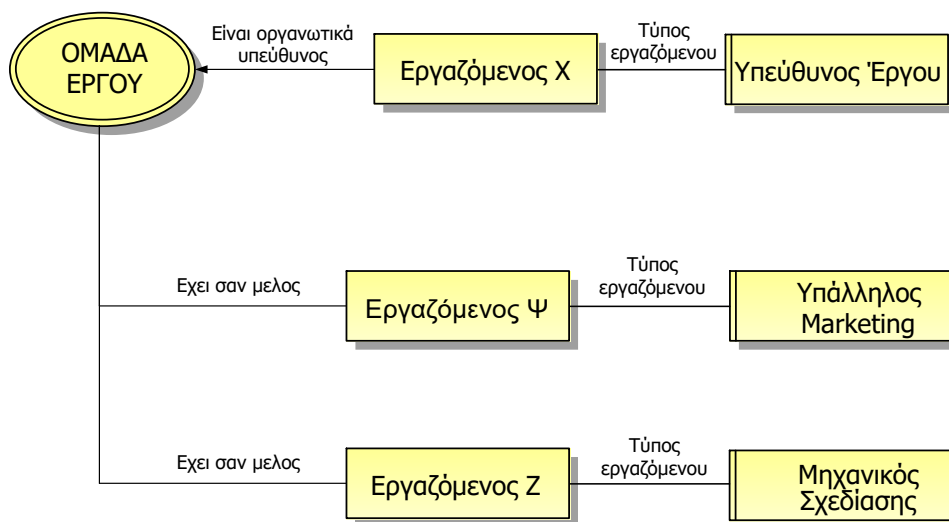 ΟΜΑΔΑ
ΕΡΓΟΥ
Είναι οργανωτικά
υπεύθυνος
Εργαζόμενος Χ
Τύπος
εργαζόμενου
Υπεύθυνος Έργου
Εχει σαν μελος
Εργαζόμενος Ψ
Τύπος
εργαζόμενου
Υπάλληλος
Marketing
Εχει σαν μελος
Εργαζόμενος Ζ
Τύπος
εργαζόμενου
Μηχανικός
Σχεδίασης